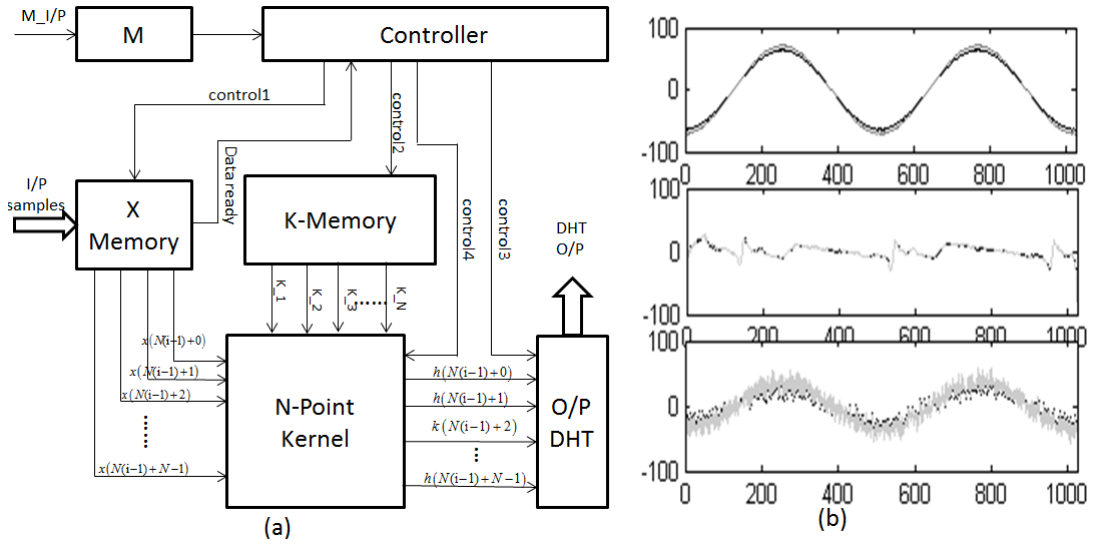 M_I/P
M
Controller
control1
Data ready
control2
control4
control3
I/P
samples
X
Memory
K-Memory
DHT
O/P
K_1
K_2
K_3
......
K_N
x(N(i−1)+0)
x(N(i−1)+1)
x(N(i−1)+2)
......
x(N(i−1)+N−1)
N-Point
Kernel
h(N(i−1)+0)
h(N(i−1)+1)
k(N(i−1)+2)
...
h(N(i−1)+N−1)
O/P
DHT
(a)
100
0
-100
0 200 400 600 800 1000
100
0
-100
0 200 400 600 800 1000
100
0
-100
0 200 400 600 800 1000
(b)